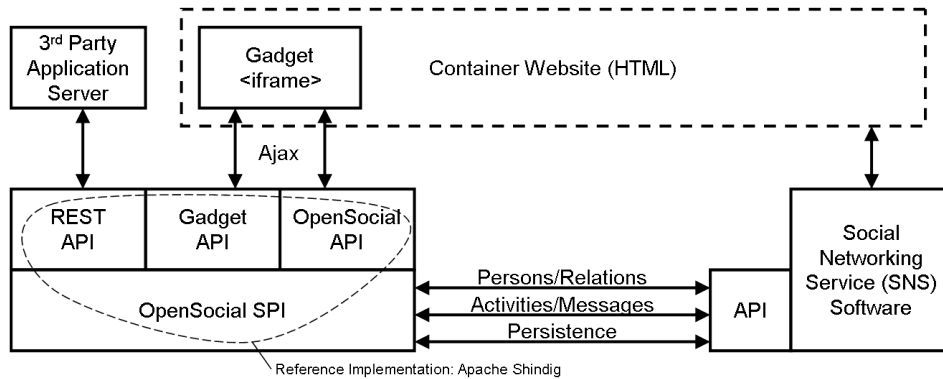 3rd Party
Application
Server
Gadget
<iframe>
Container Website (HTML)
Ajax
REST
API
Gadget
API
OpenSocial
API
Social
Networking
Service (SNS)
Software
OpenSocial SPI
Persons/Relations
Activities/Messages
Persistence
API
Reference Implementation: Apache Shindig